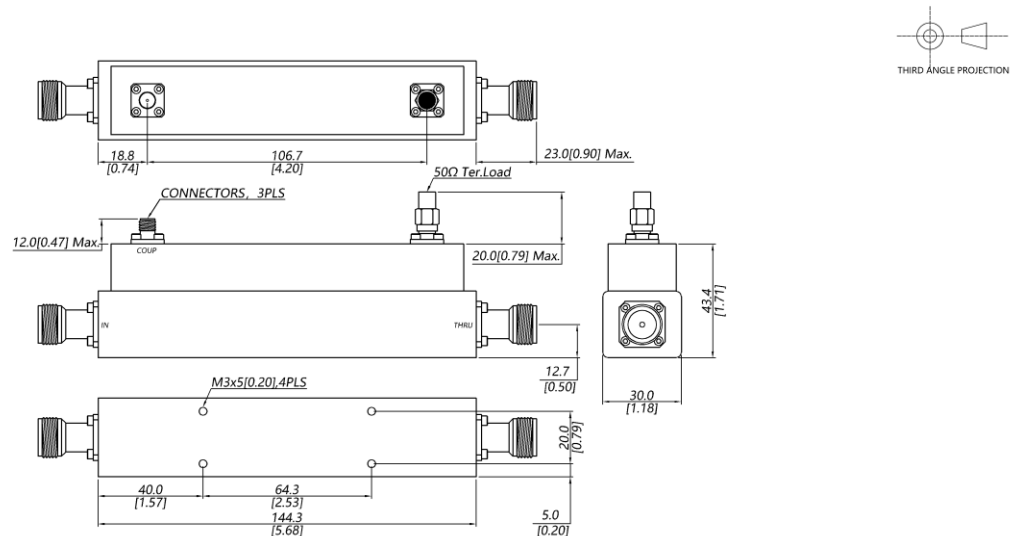 THIRD ANGLE PROJECTION
18.8
[0.74]
106.7
[4.20]
23.0[0.90] Max.
50Ω Ter.Load
CONNECTORS, 3PLS
12.0[0.47] Max.
COUP
20.0[0.79] Max.
IN
THRU
43.4
[1.71]
12.7
[0.50]
30.0
[1.18]
M3x5[0.20],4PLS
20.0
[0.79]
40.0
[1.57]
64.3
[2.53]
144.3
[5.68]
5.0
[0.20]